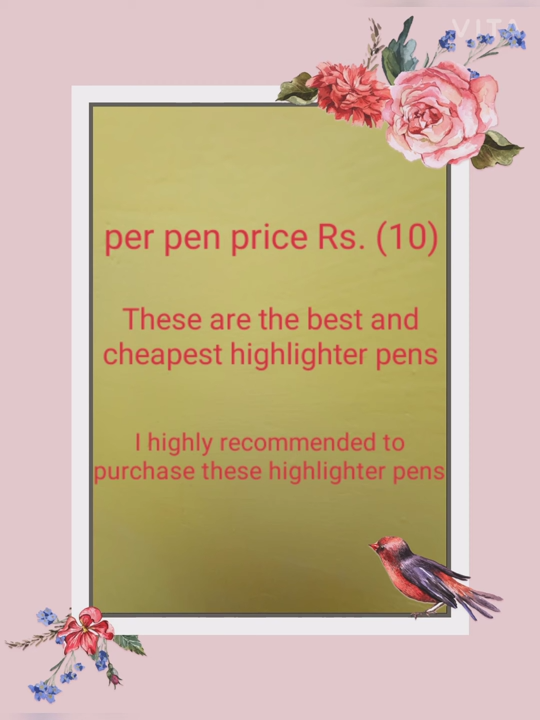 VITA
per pen price Rs. (10)
These are the best and
cheapest highlighter pens
I highly recommended to
purchase these highlighter pens